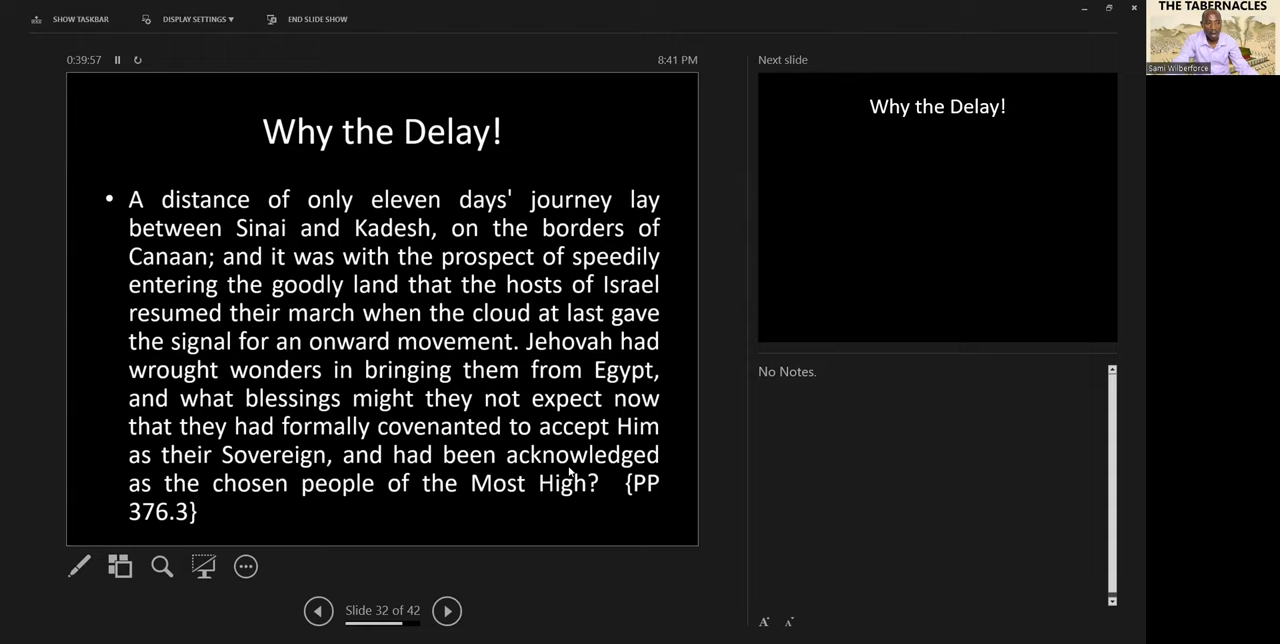 SHOW TASKBAR
DISPLAY SETTINGS ▼
END SLIDE SHOW
THE TABERNACLES
Sami Wilberforce
0:39:57
8:41 PM
Why the Delay!
• A distance of only eleven days' journey lay
between Sinai and Kadesh, on the borders of
Canaan; and it was with the prospect of speedily
entering the goodly land that the hosts of Israel
resumed their march when the cloud at last gave
the signal for an onward movement. Jehovah had
wrought wonders in bringing them from Egypt,
and what blessings might they not expect now
that they had formally covenanted to accept Him
as their Sovereign, and had been acknowledged
as the chosen people of the Most High? {PP
376.3}
Slide 32 of 42
Next slide
Why the Delay!
No Notes.
A A